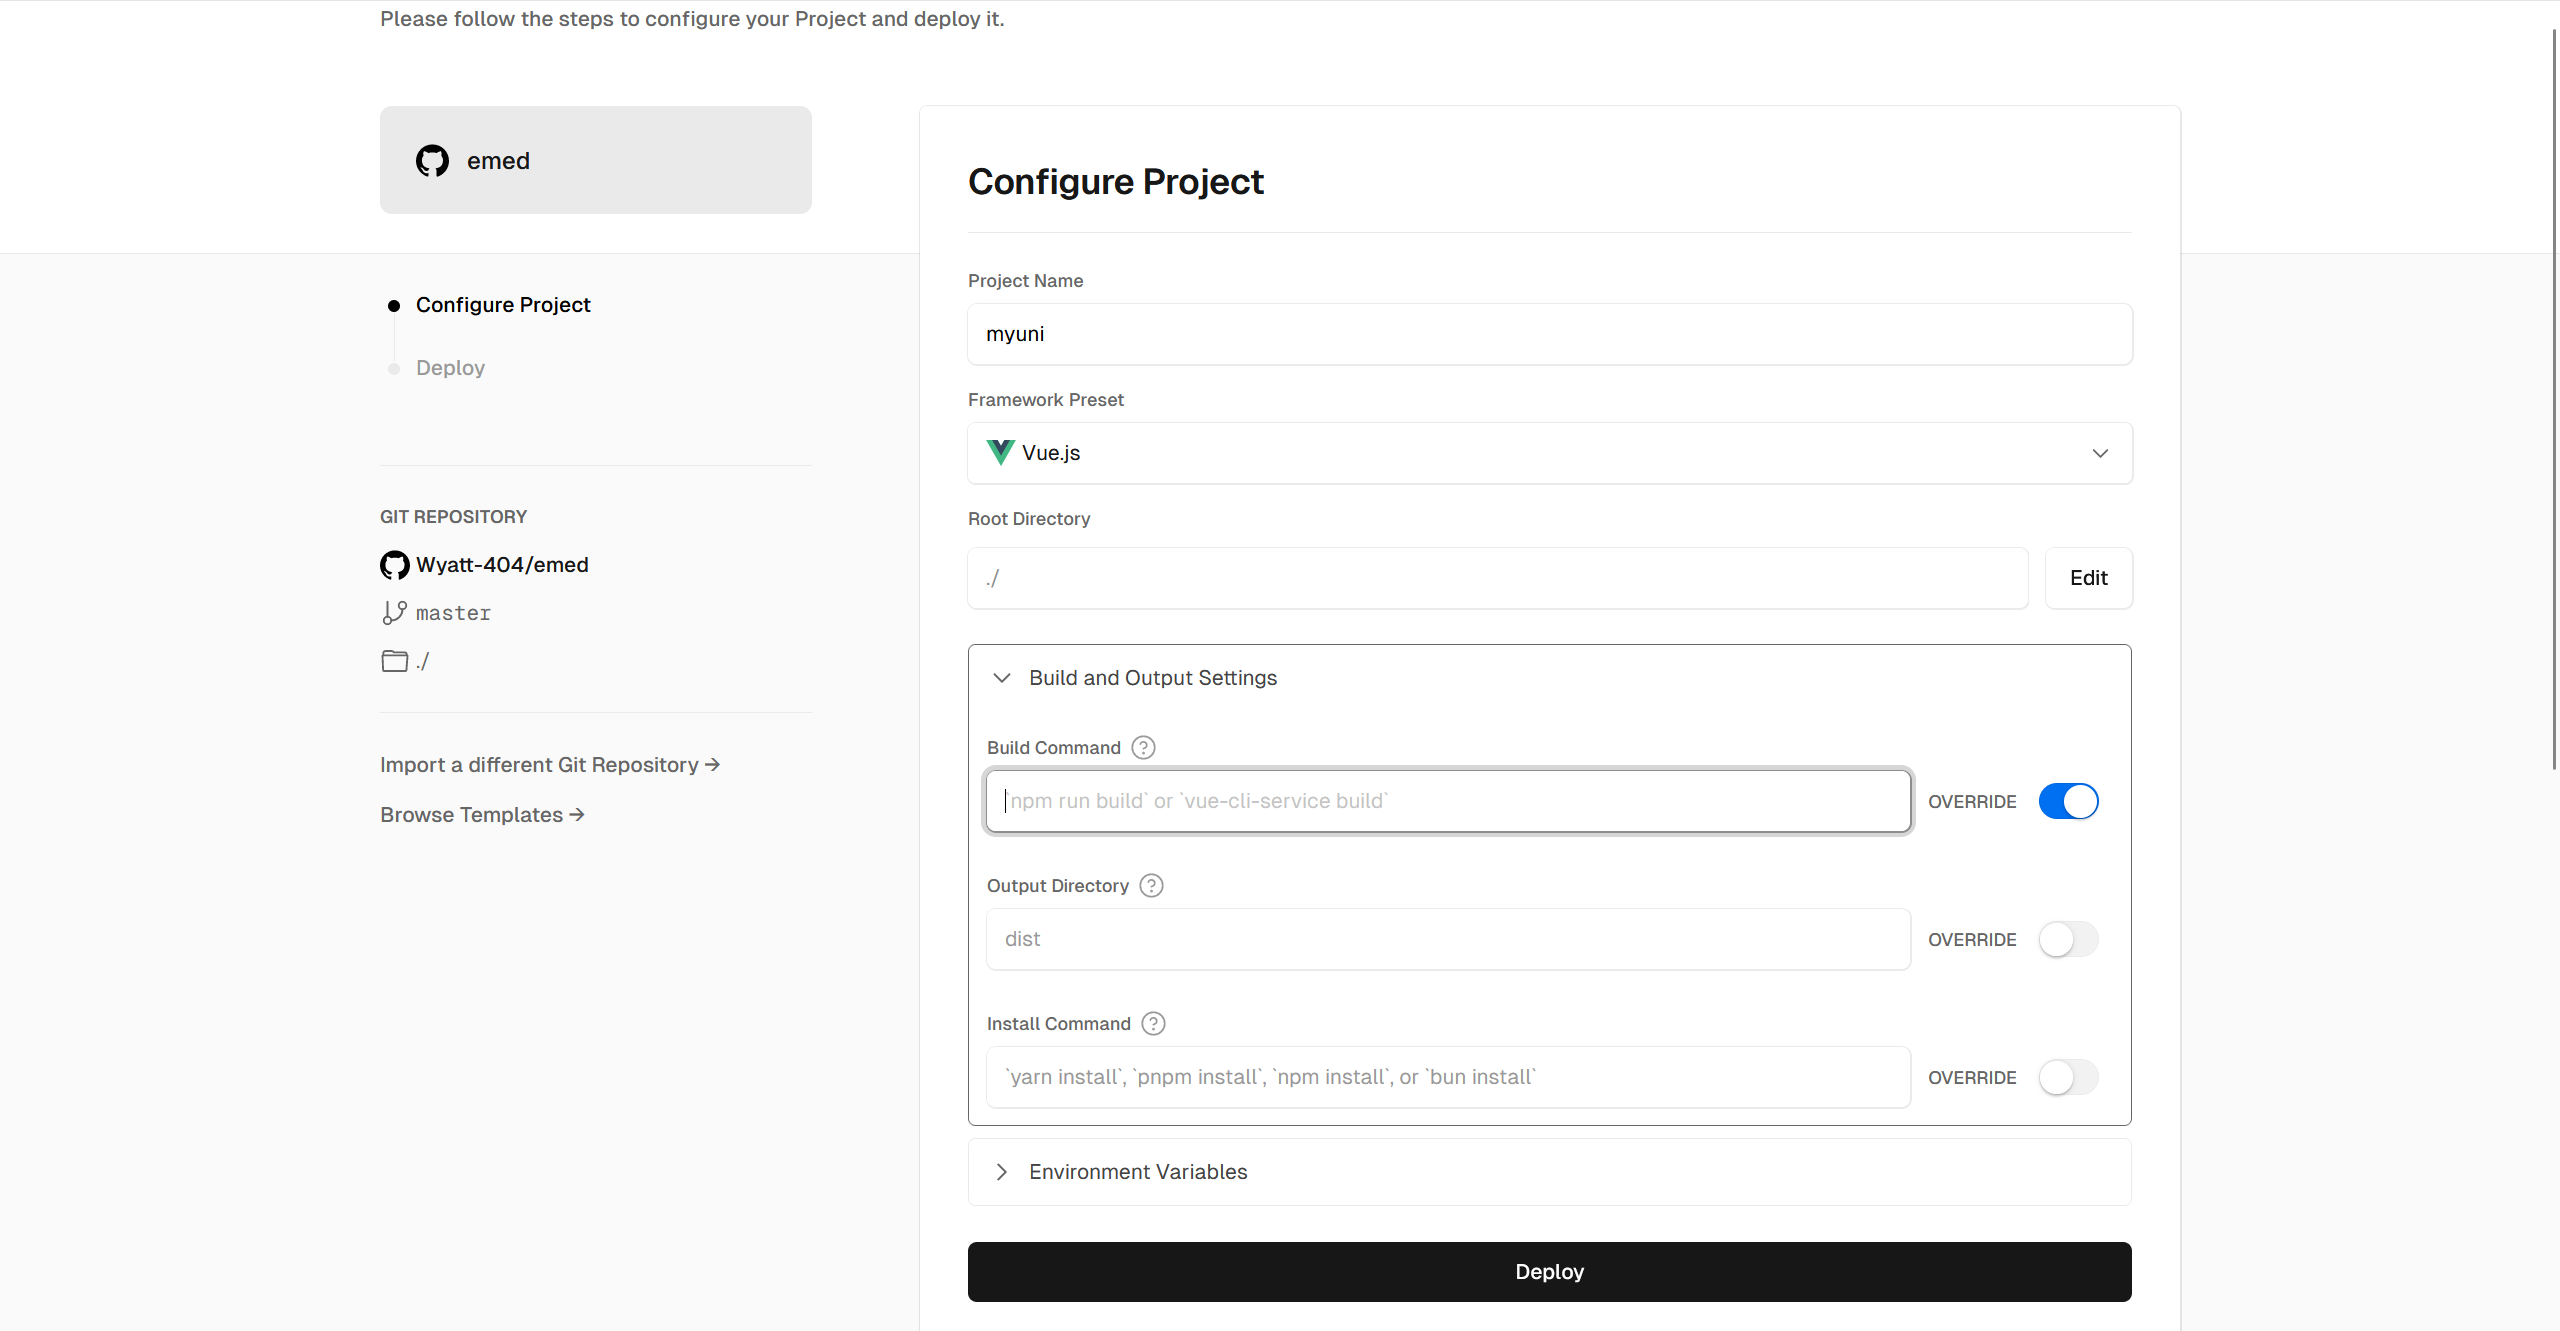 Please follow the steps to configure your Project and deploy it.
emed
Configure Project
Deploy
GIT REPOSITORY
Wyatt-404/emed
master
./
Import a different Git Repository →
Browse Templates →
Configure Project
Project Name
myuni
Framework Preset
Vue.js
Root Directory
./
Edit
Build and Output Settings
Build Command ?
`npm run build` or `vue-cli-service build`
OVERRIDE
Output Directory ?
dist
OVERRIDE
Install Command ?
`yarn install`, `pnpm install`, `npm install`, or `bun install`
OVERRIDE
Environment Variables
Deploy